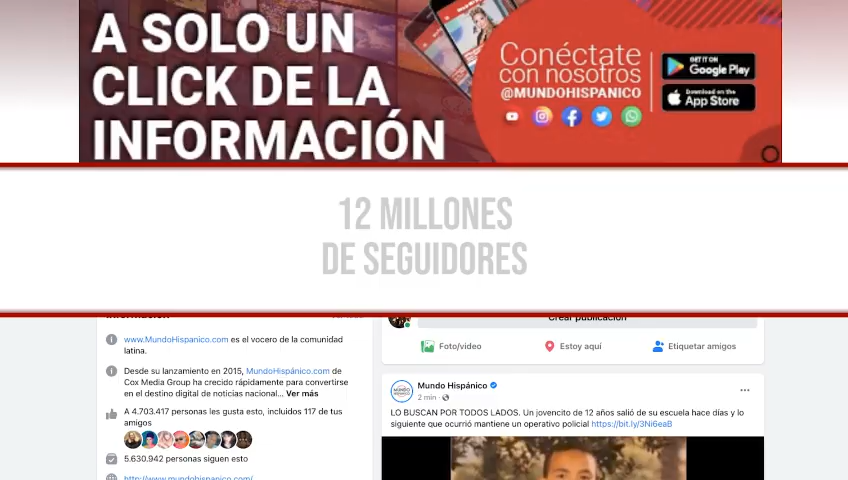 A SOLO UN
CLICK DE LA
INFORMACIÓN
Conéctate
con nosotros
@MUNDOHISPANICO
GET IT ON
Google Play
Download on the
App Store
12 MILLONES
DE SEGUIDORES
Información
Crear publicación
www.MundoHispanico.com es el vocero de la comunidad
latina.
Desde su lanzamiento en 2015, MundoHispánico.com de
Cox Media Group ha crecido rápidamente para convertirse
en el destino digital de noticias nacional... Ver más
A 4.703.417 personas les gusta esto, incluidos 117 de tus
amigos
5.630.942 personas siguen esto
http://www.mundohispanico.com/
Foto/video
Estoy aquí
Etiquetar amigos
Mundo Hispánico
2 min ·
LO BUSCAN POR TODOS LADOS. Un jovencito de 12 años salió de su escuela hace días y lo
siguiente que ocurrió mantiene un operativo policial https://bit.ly/3Ni6eaB